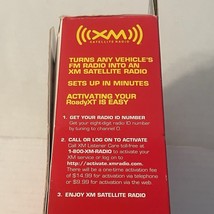 ((XM))
SATELLITE RADIO
TURNS ANY VEHICLE'S
FM RADIO INTO AN
XM SATELLITE RADIO
SETS UP IN MINUTES
ACTIVATING YOUR
RoadyXT IS EASY
1. GET YOUR RADIO ID NUMBER
Get your eight-digit radio ID number
by tuning to channel 0.
2. CALL OR LOG ON TO ACTIVATE
Call XM Listener Care toll-free at
1-800-XM-RADIO to activate your
XM service or log on to
http://activate.xmradio.com.
There will be a one-time activation fee
of $14.99 for activation via telephone
or $9.99 for activation via the web.
3. ENJOY XM SATELLITE RADIO